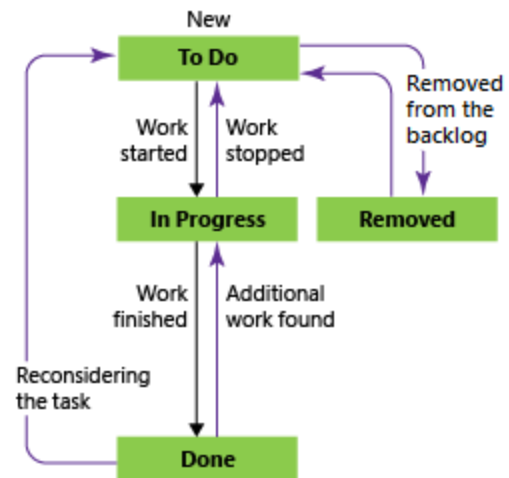 New
To Do
Removed
from the
backlog
Work
started
Work
stopped
In Progress
Removed
Work
finished
Additional
work found
Reconsidering
the task
Done